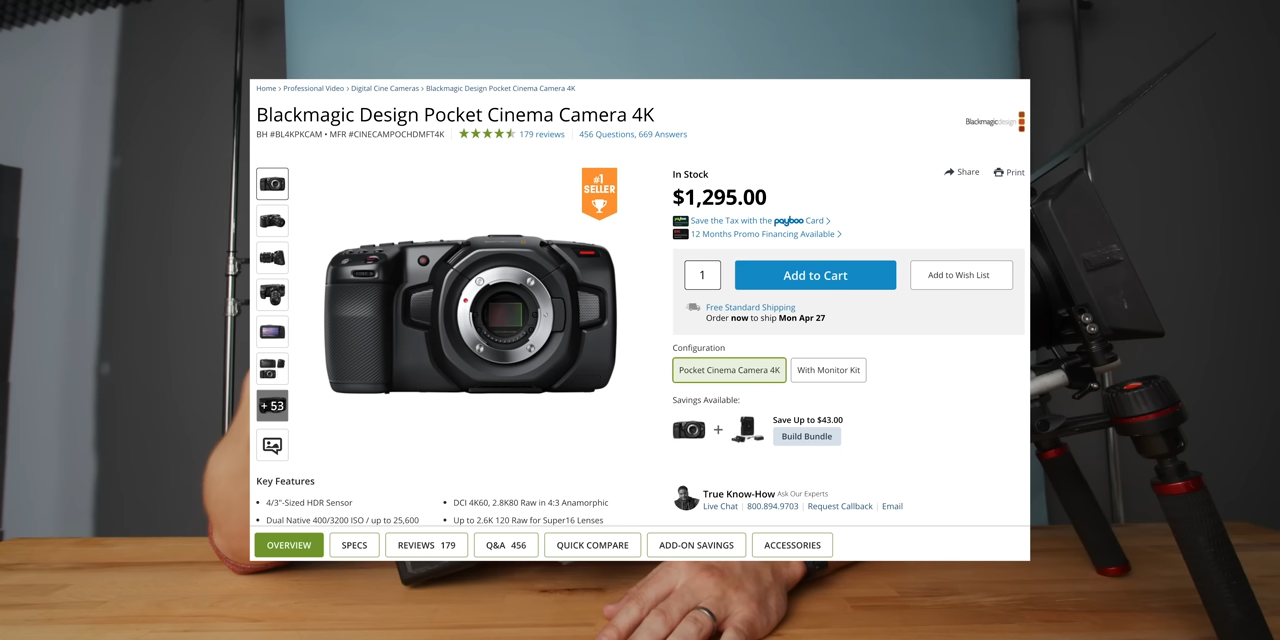 Home > Professional Video > Digital Cine Cameras > Blackmagic Design Pocket Cinema Camera 4K
Blackmagic Design Pocket Cinema Camera 4K
BH #BL4KPKCAM • MFR #CINECAMPOCHDMFT4K
179 reviews
456 Questions, 669 Answers
Blackmagicdesign
#1
SELLER
In Stock
Share
Print
$1,295.00
Save the Tax with the payboo Card >
12 Months Promo Financing Available >
1
Add to Cart
Add to Wish List
Free Standard Shipping
Order now to ship Mon Apr 27
Configuration
Pocket Cinema Camera 4K
With Monitor Kit
+ 53
Savings Available:
+
Save Up to $43.00
Build Bundle
Key Features
• 4/3"-Sized HDR Sensor
• DCI 4K60, 2.8K80 Raw in 4:3 Anamorphic
• Dual Native 400/3200 ISO / up to 25,600
• Up to 2.6K 120 Raw for Super16 Lenses
True Know-How Ask Our Experts
Live Chat | 800.894.9703 | Request Callback | Email
OVERVIEW
SPECS
REVIEWS 179
Q&A 456
QUICK COMPARE
ADD-ON SAVINGS
ACCESSORIES